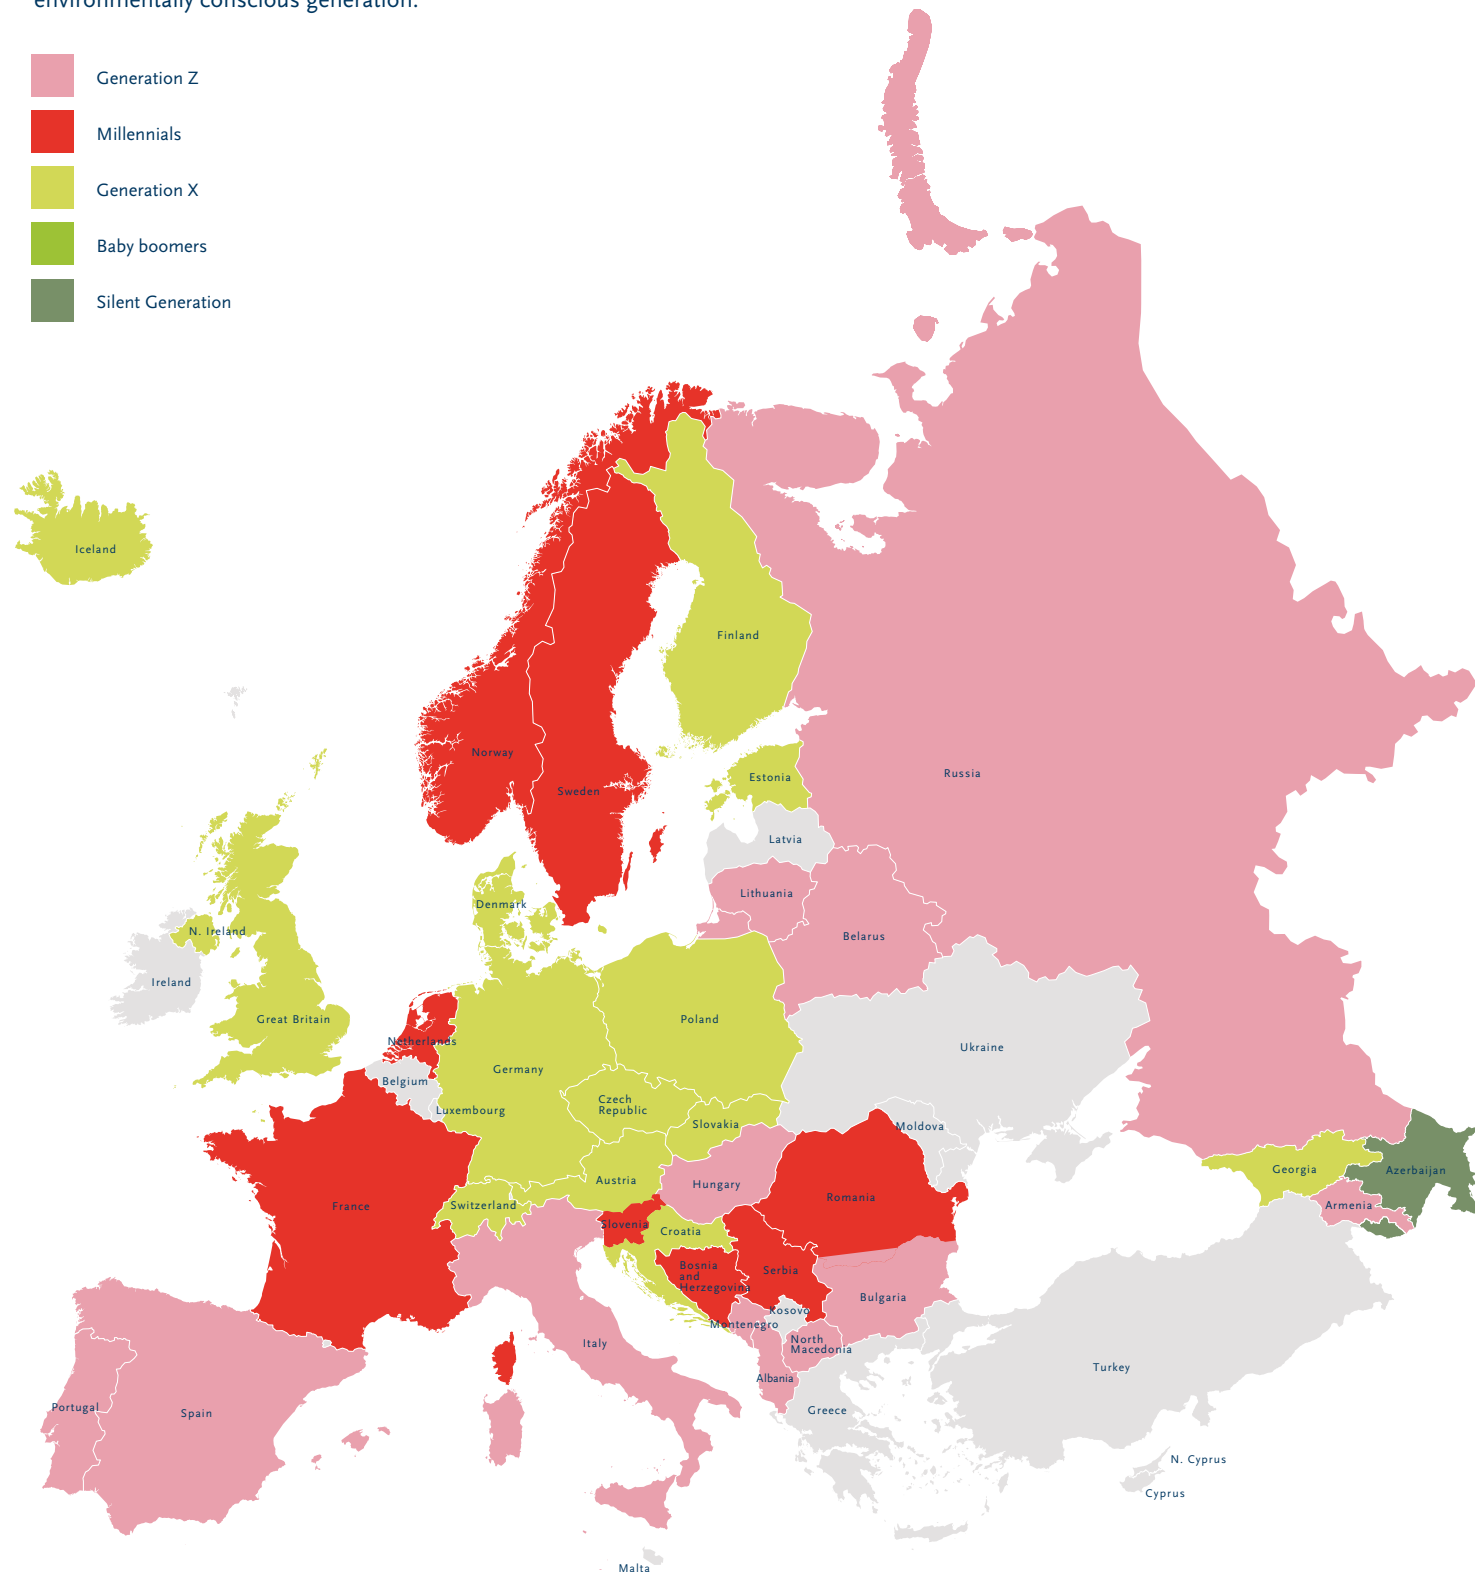 environmentally conscious generation.
Generation Z
Millennials
Generation X
Baby boomers
Silent Generation
Iceland
Finland
Norway
Sweden
Estonia
Russia
Latvia
Lithuania
Denmark
N. Ireland
Belarus
Ireland
Great Britain
Poland
Netherlands
Ukraine
Germany
Belgium
Czech
Republic
Luxembourg
Slovakia
Moldova
Georgia
Azerbaijan
Austria
Hungary
Romania
France
Switzerland
Armenia
Slovenia
Croatia
Bosnia
and
Herzegovina
Serbia
Bulgaria
Kosovo
Montenegro
North
Macedonia
Italy
Turkey
Albania
Portugal
Spain
Greece
N. Cyprus
Cyprus
Malta